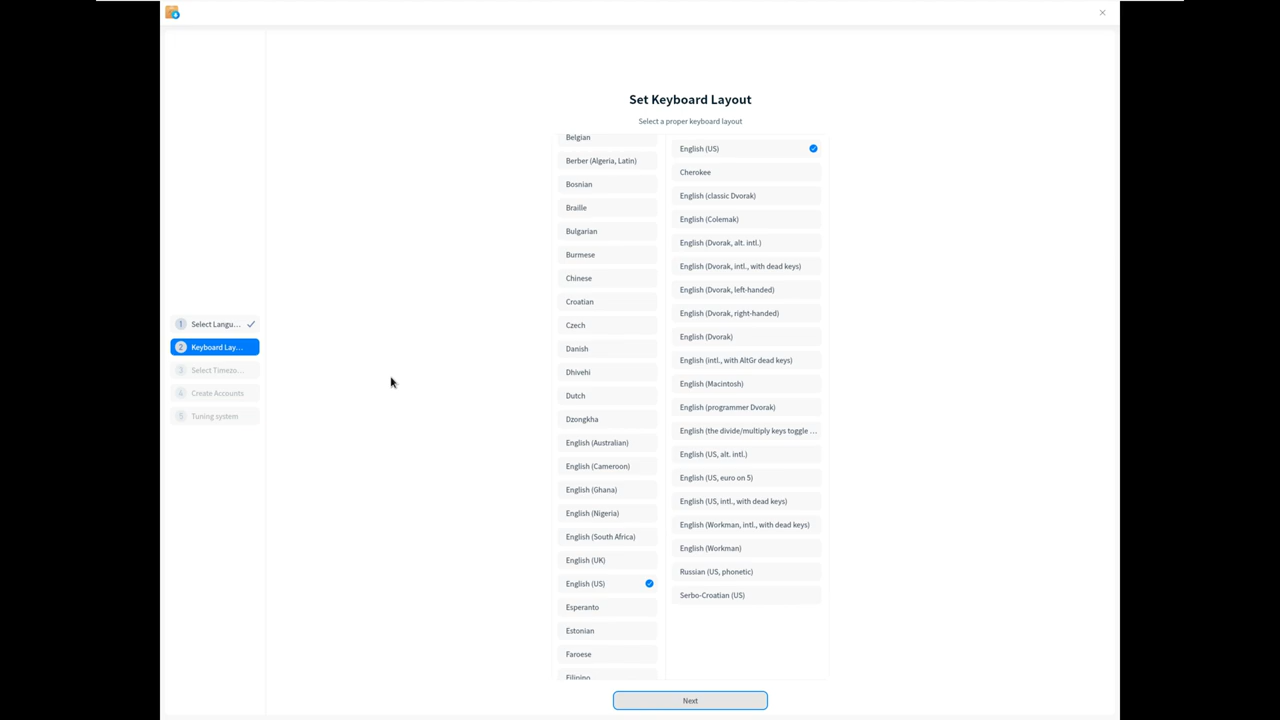 Set Keyboard Layout
Select a proper keyboard layout
1 Select Langu...
2 Keyboard Lay...
3 Select Timezo...
4 Create Accounts
5 Tuning system
Belgian
Berber (Algeria, Latin)
Bosnian
Braille
Bulgarian
Burmese
Chinese
Croatian
Czech
Danish
Dhivehi
Dutch
Dzongkha
English (Australian)
English (Cameroon)
English (Ghana)
English (Nigeria)
English (South Africa)
English (UK)
English (US)
Esperanto
Estonian
Faroese
Filipino
English (US)
Cherokee
English (classic Dvorak)
English (Colemak)
English (Dvorak, alt. intl.)
English (Dvorak, intl., with dead keys)
English (Dvorak, left-handed)
English (Dvorak, right-handed)
English (Dvorak)
English (intl., with AltGr dead keys)
English (Macintosh)
English (programmer Dvorak)
English (the divide/multiply keys toggle ...
English (US, alt. intl.)
English (US, euro on 5)
English (US, intl., with dead keys)
English (Workman, intl., with dead keys)
English (Workman)
Russian (US, phonetic)
Serbo-Croatian (US)
Next